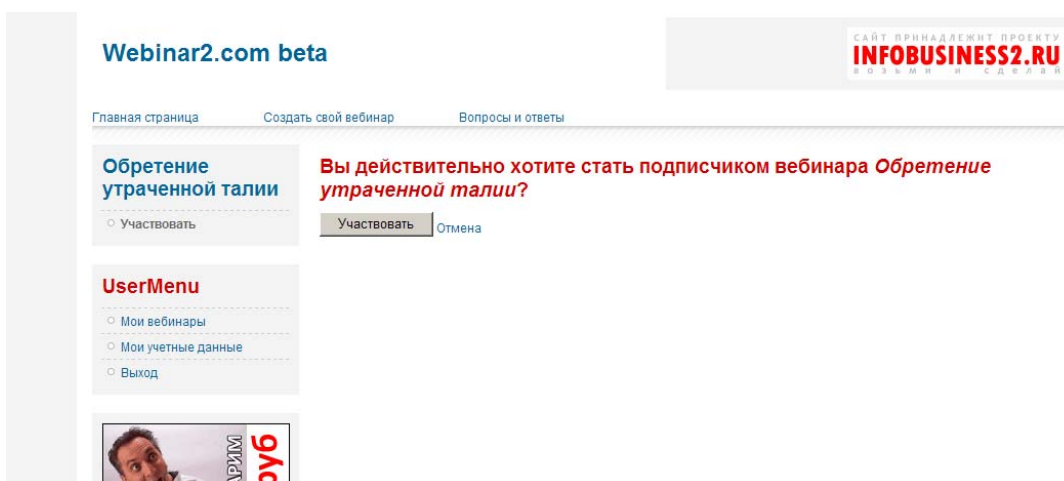 Webinar2.com beta
САЙТ ПРИНАДЛЕЖИТ ПРОЕКТУ
INFOBUSINESS2.RU
возьми и сделай
Главная страница
Создать свой вебинар
Вопросы и ответы
Обретение
утраченной талии
Участвовать
Вы действительно хотите стать подписчиком вебинара Обретение
утраченной талии?
Участвовать
Отмена
UserMenu
Мои вебинары
Мои учетные данные
Выход